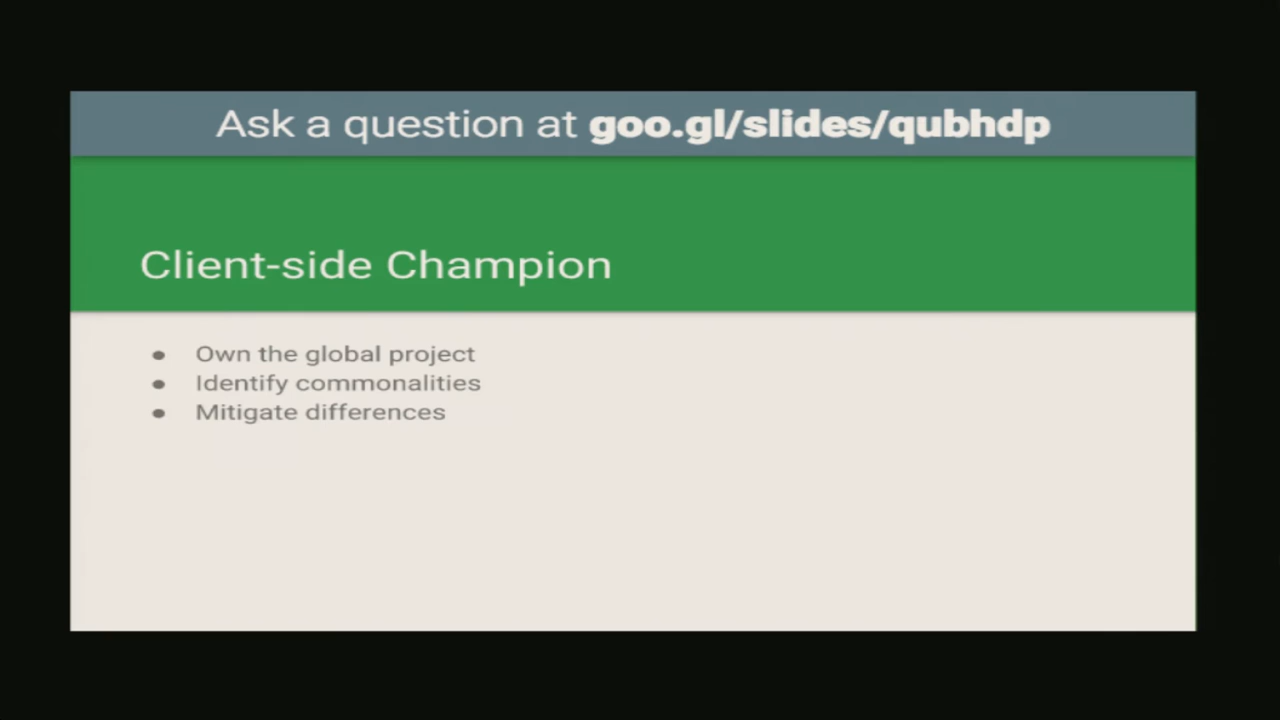 Ask a question at goo.gl/slides/qubhdp
Client-side Champion
● Own the global project
● Identify commonalities
● Mitigate differences